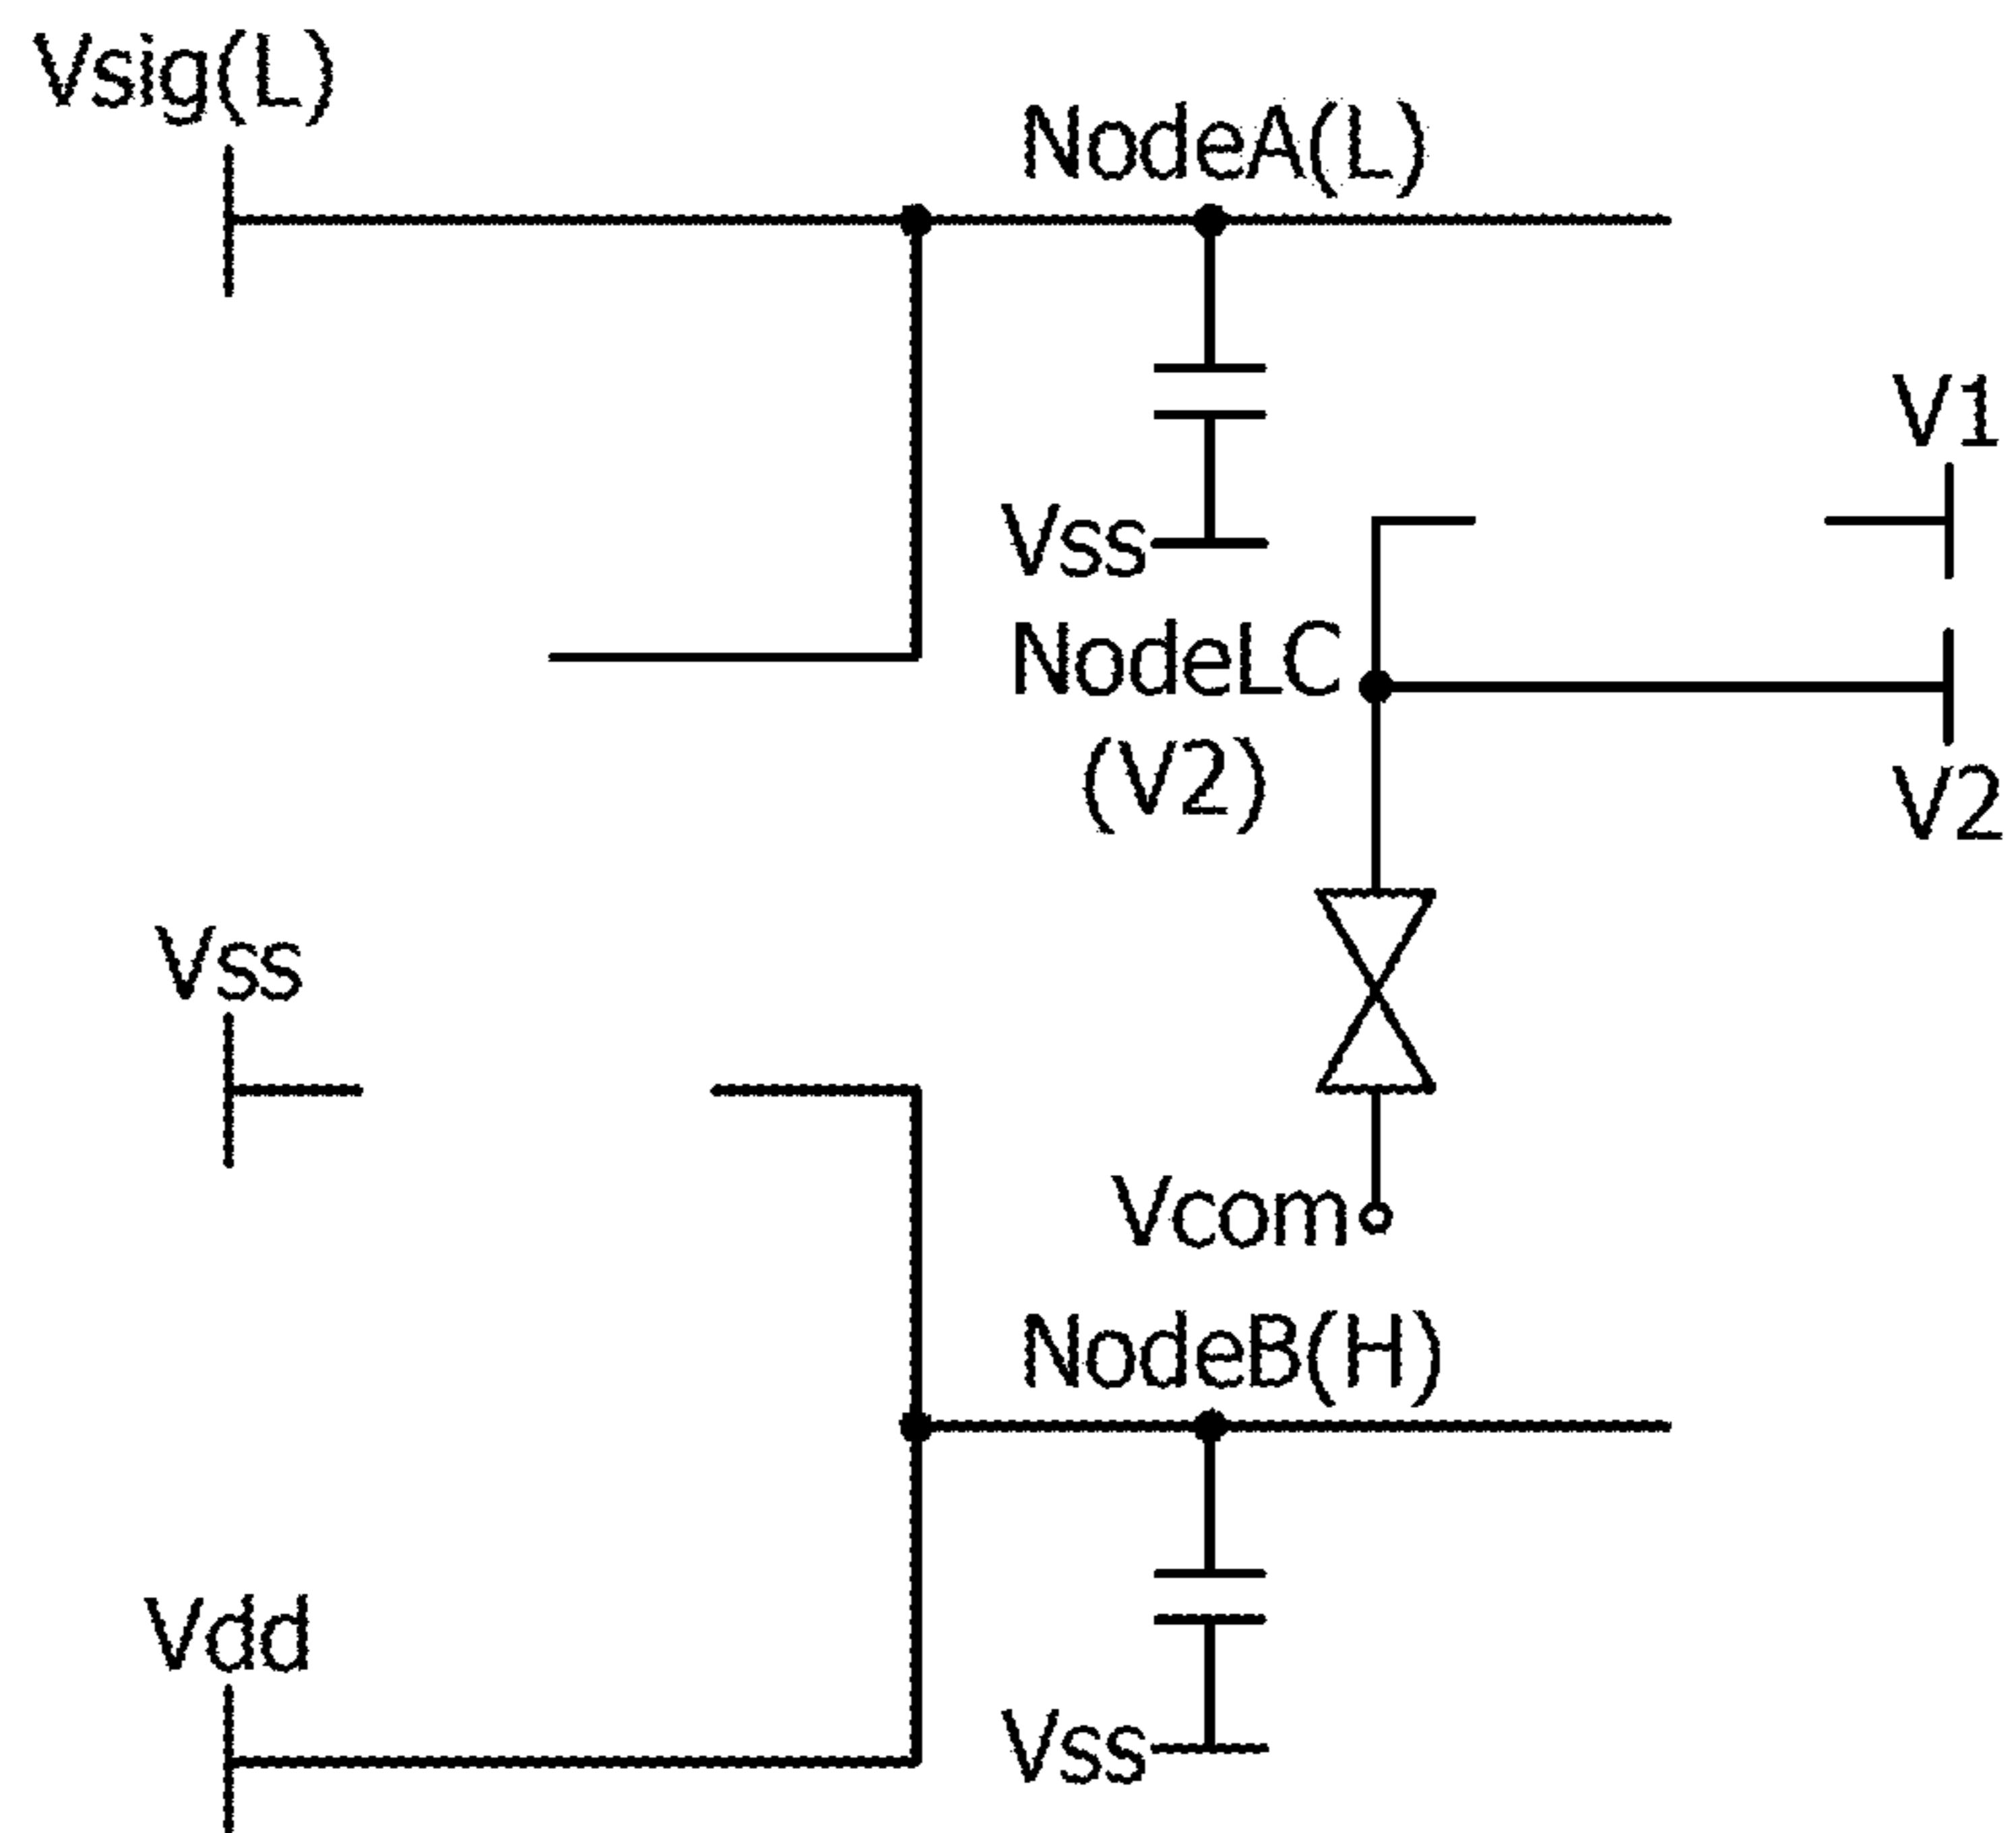 Vsig(L)
NodeA(L)
V1
Vss
NodeLC
(V2)
V2
Vss
Vcom
NodeB(H)
Vdd
Vss